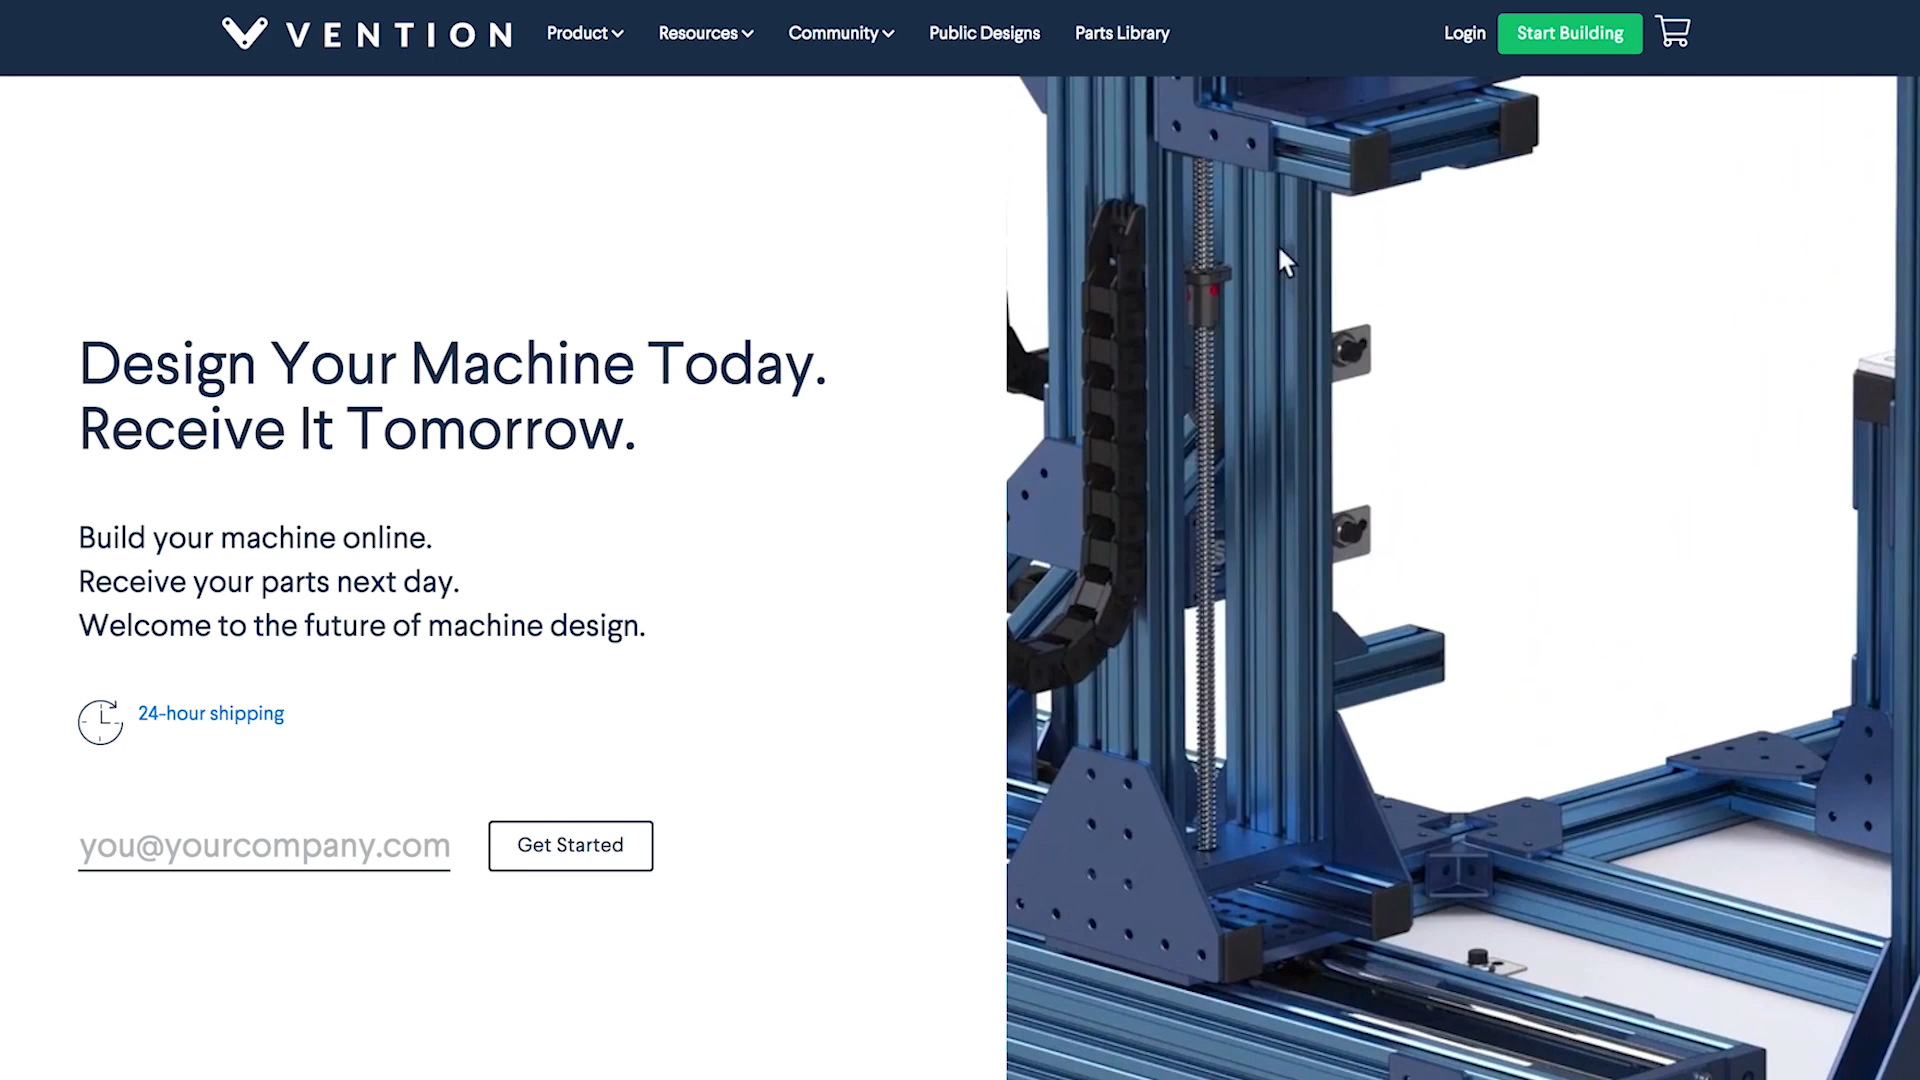 VENTION
Product
Resources
Community
Public Designs
Parts Library
Login
Start Building
Design Your Machine Today.
Receive It Tomorrow.
Build your machine online.
Receive your parts next day.
Welcome to the future of machine design.
24-hour shipping
you@yourcompany.com
Get Started